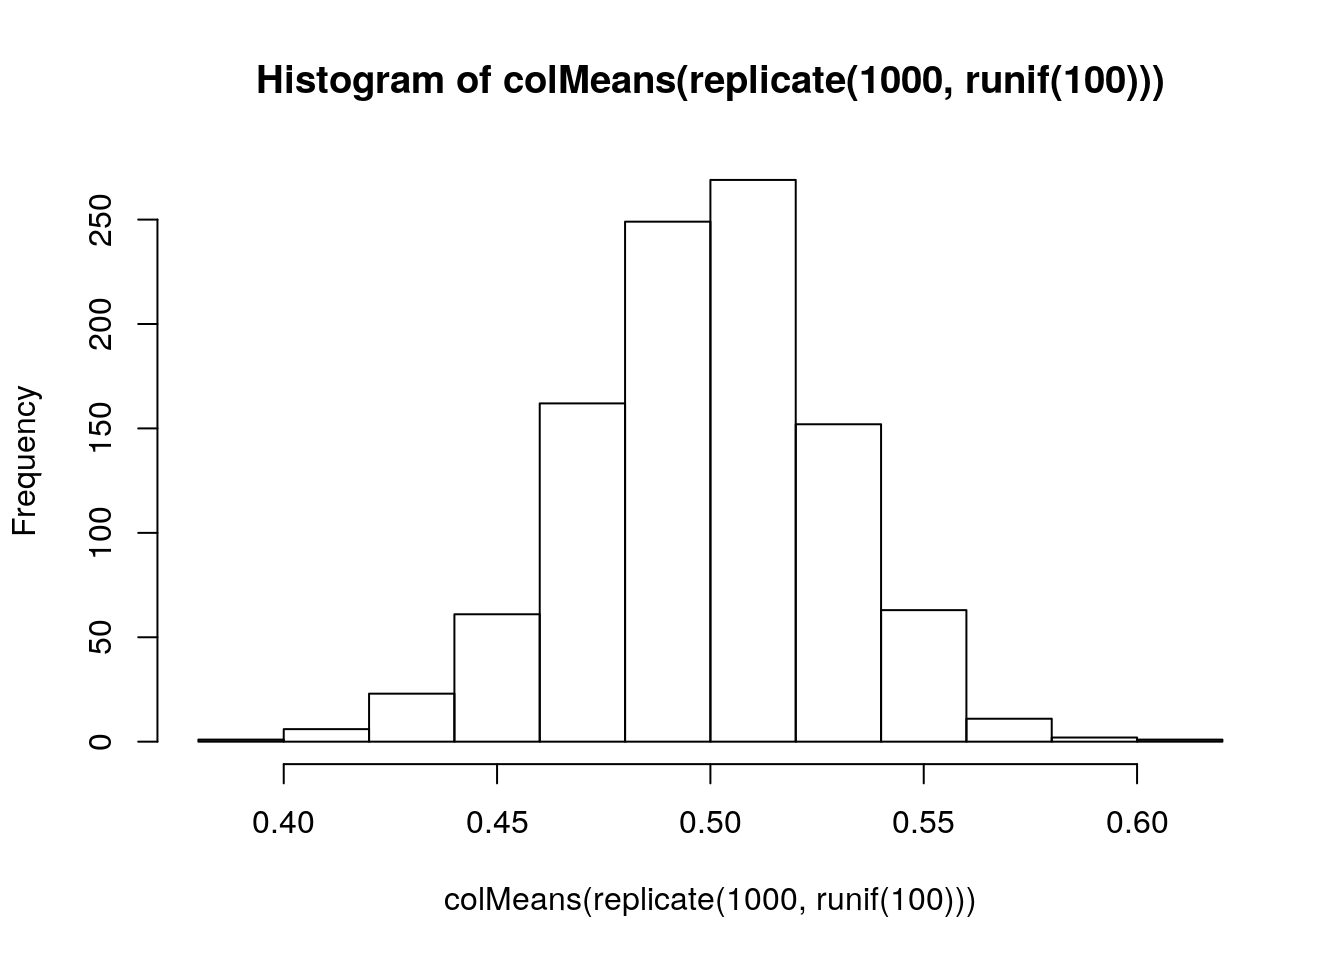 Histogram of colMeans(replicate(1000, runif(100)))
Frequency
250
200
150
100
50
0
0.40 0.45 0.50 0.55 0.60
colMeans(replicate(1000, runif(100)))